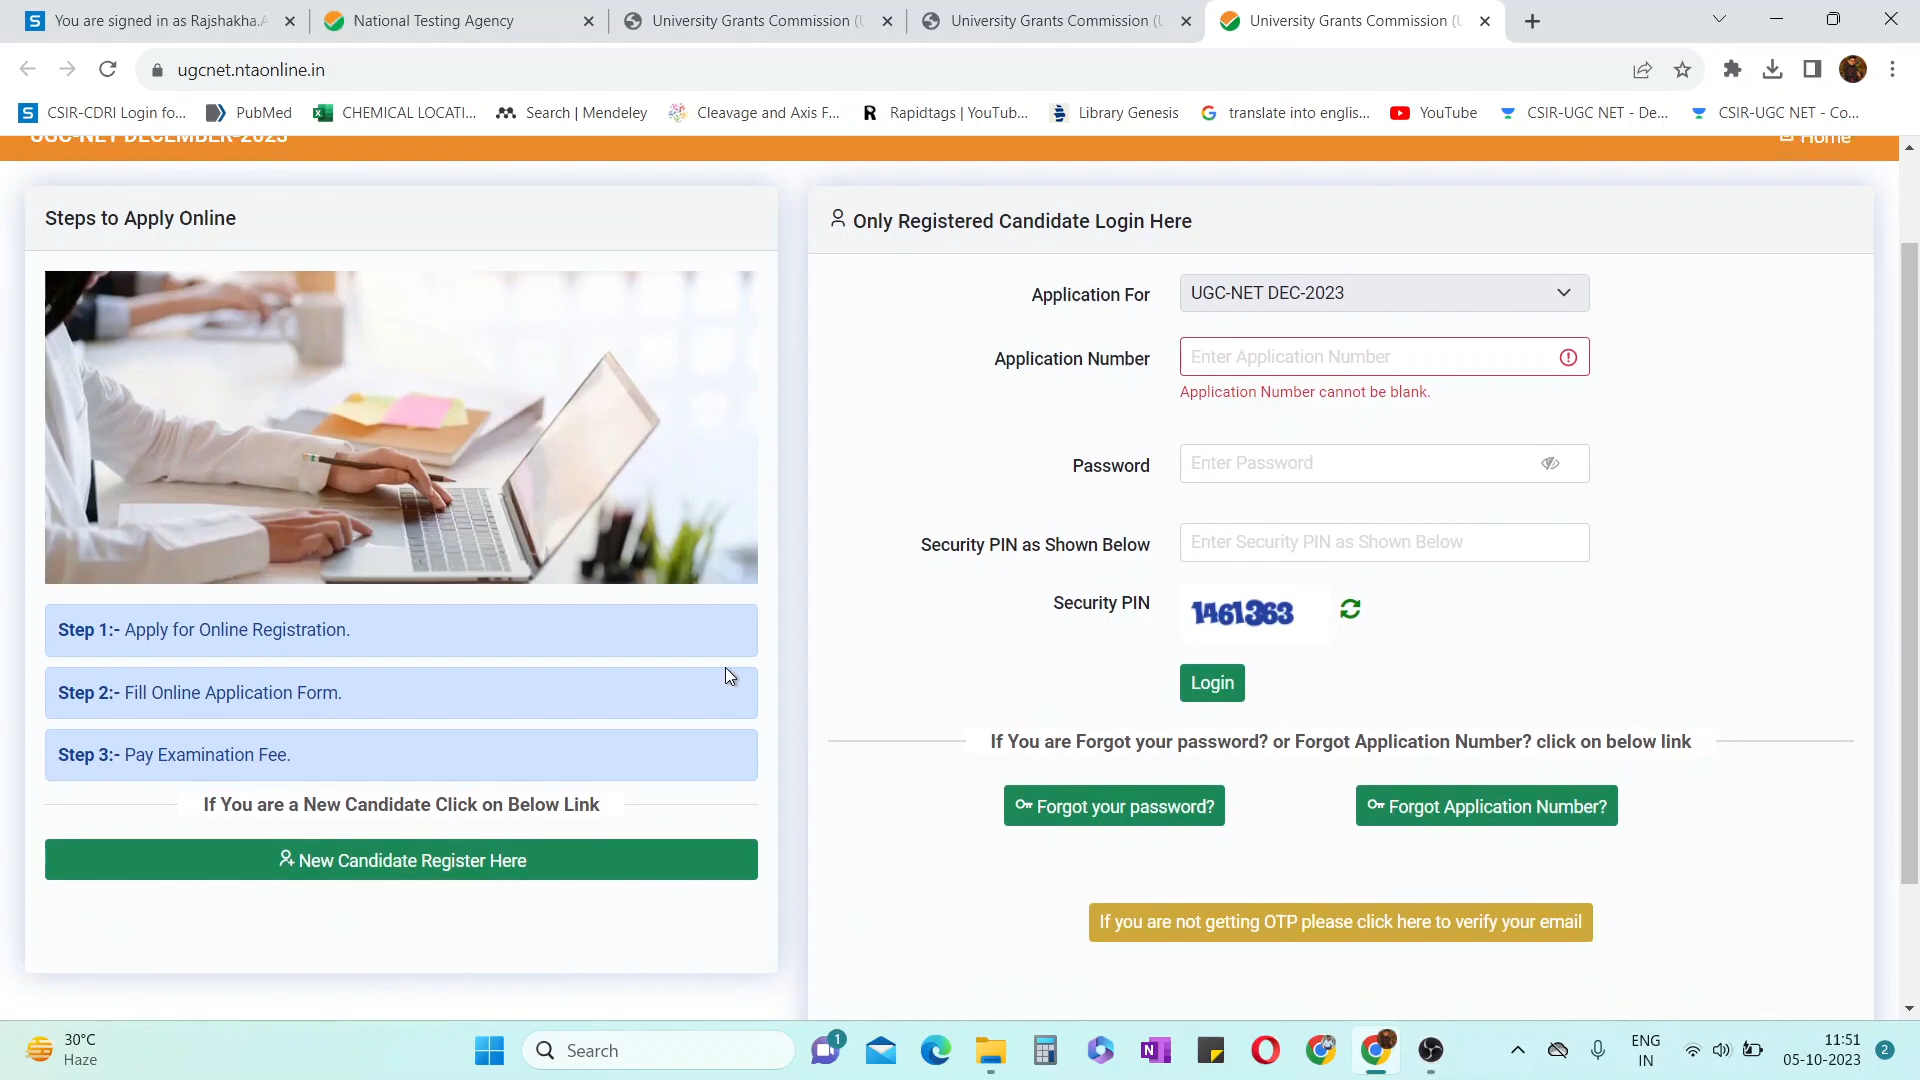 You are signed in as Rajshakha.A
National Testing Agency
University Grants Commission (U
University Grants Commission (U
University Grants Commission (U
ugcnet.ntaonline.in
CSIR-CDRI Login fo...
PubMed
CHEMICAL LOCATI...
Search | Mendeley
Cleavage and Axis F...
Rapidtags | YouTub...
Library Genesis
translate into englis...
YouTube
CSIR-UGC NET - De...
CSIR-UGC NET - Co...
UGC-NET DECEMBER-2023
Home
Steps to Apply Online
Step 1:- Apply for Online Registration.
Step 2:- Fill Online Application Form.
Step 3:- Pay Examination Fee.
If You are a New Candidate Click on Below Link
New Candidate Register Here
Only Registered Candidate Login Here
Application For
UGC-NET DEC-2023
Application Number
Enter Application Number
Application Number cannot be blank.
Password
Enter Password
Security PIN as Shown Below
Enter Security PIN as Shown Below
Security PIN
1461363
Login
If You are Forgot your password? or Forgot Application Number? click on below link
Forgot your password?
Forgot Application Number?
If you are not getting OTP please click here to verify your email
30°C
Haze
Search
1
ENG
IN
11:51
05-10-2023
2